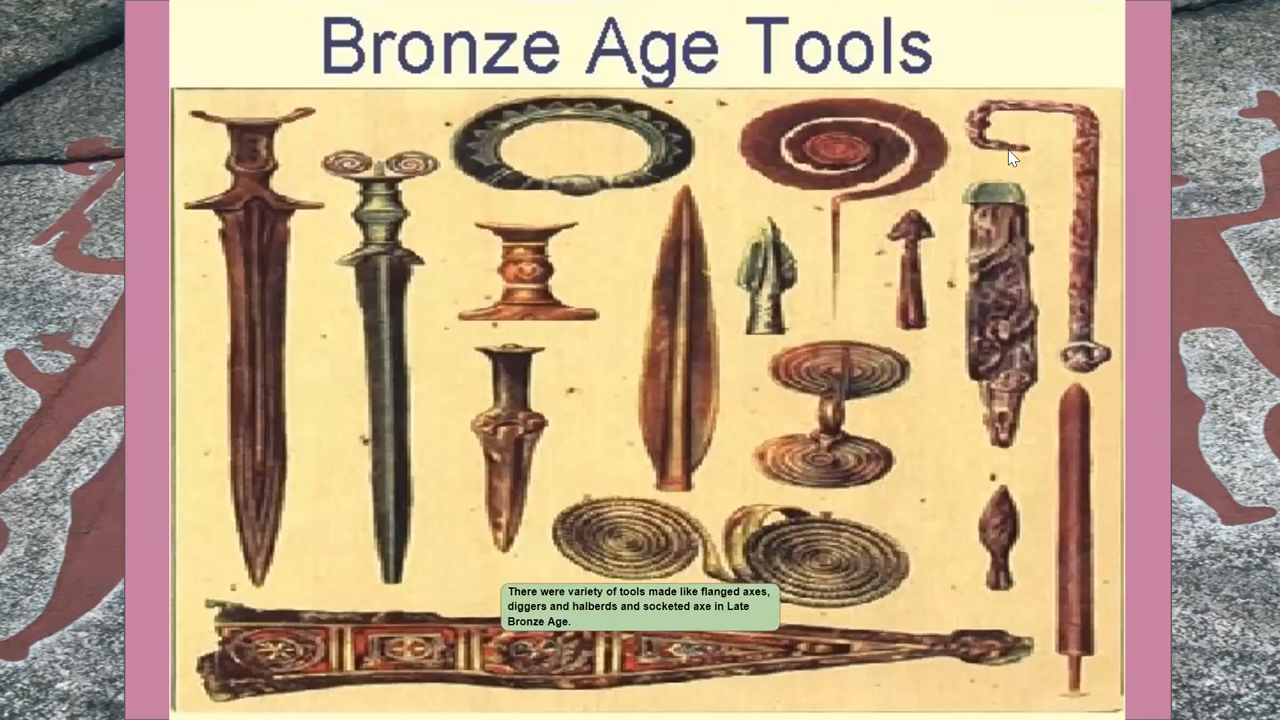 Bronze Age Tools
There were variety of tools made like flanged axes,
diggers and halberds and socketed axe in Late
Bronze Age.